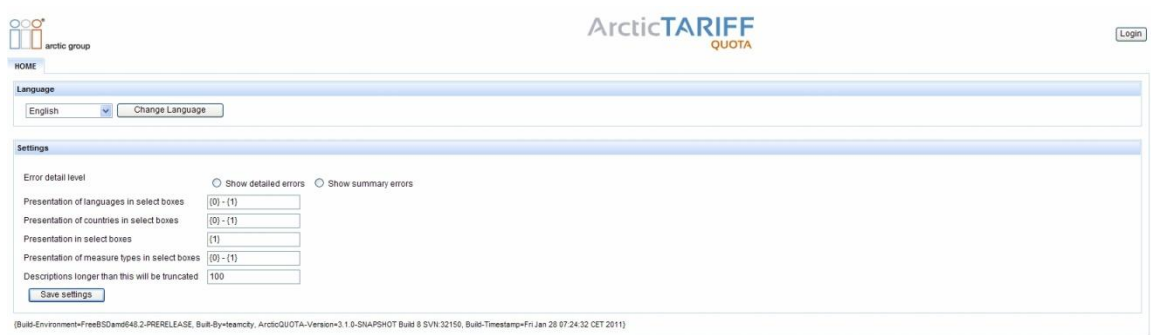 arctic group
ArcticTARIFF
QUOTA
Login
HOME
Language
English
Change Language
Settings
Error detail level
Show detailed errors Show summary errors
Presentation of languages in select boxes {0} - {1}
Presentation of countries in select boxes {0} - {1}
Presentation in select boxes {1}
Presentation of measure types in select boxes {0} - {1}
Descriptions longer than this will be truncated 100
Save settings
{Build-Environment=FreeBSDamd648.2-PRERELEASE, Built-By=teamcity, ArcticQUOTA-Version=3.1.0-SNAPSHOT Build 8 SVN:32150, Build-Timestamp=Fri Jan 28 07:24:32 CET 2011}